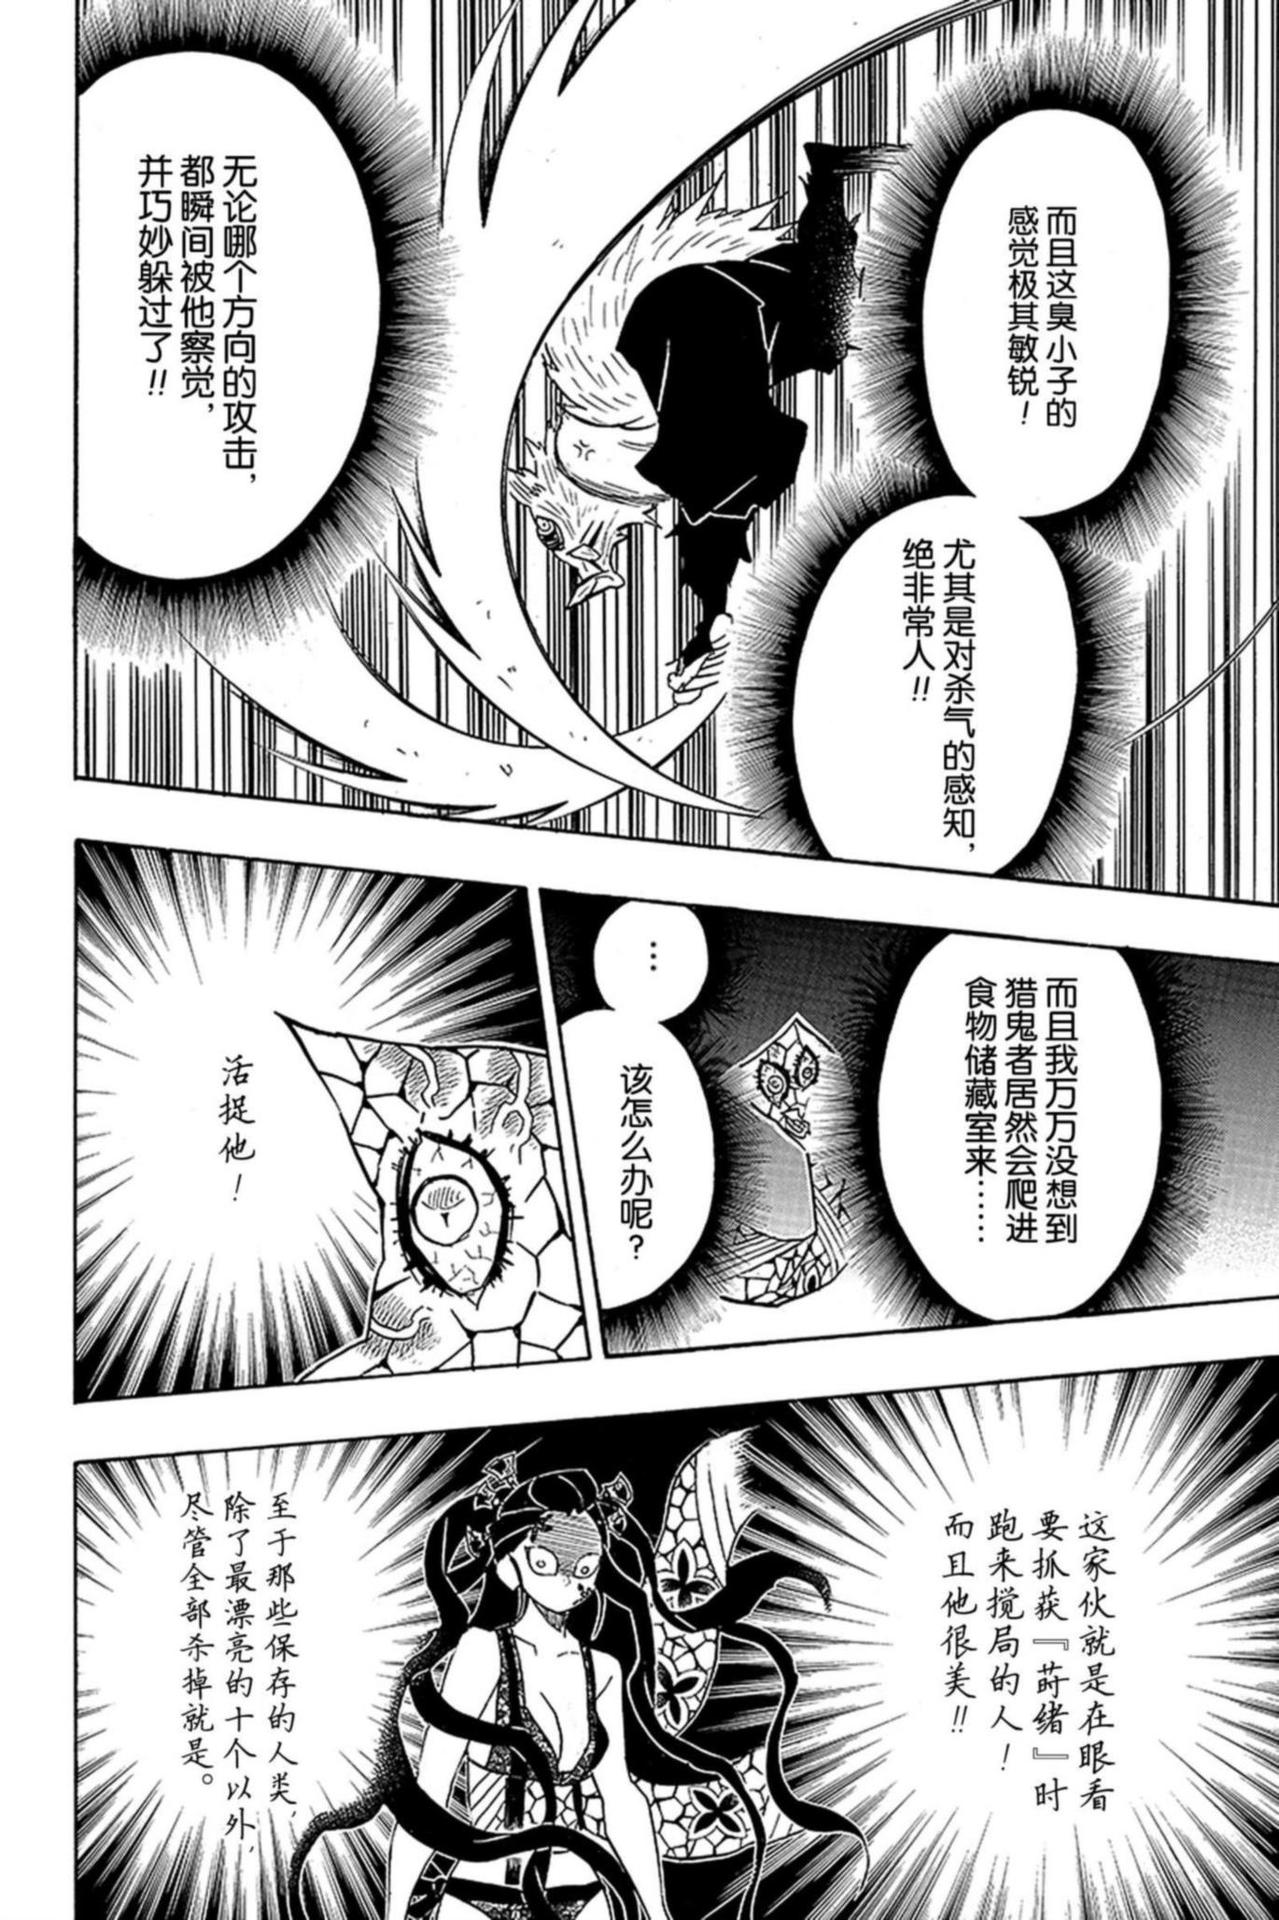 而且这臭小子的
感觉极其敏锐！
尤其是对杀气的感知，
绝非常人！！
无论哪个方向的攻击，
都瞬间被他察觉，
并巧妙躲过了！！
而且我万万没想到
猎鬼者居然会爬进
食物储藏室来……
…
该怎么办呢？
活捉他！
这家伙就是在眼看
要抓获『莳绪』时
跑来搅局的人！
而且他很美！！
至于那些保存的人类，
除了最漂亮的十个以外，
尽管全部杀掉就是。